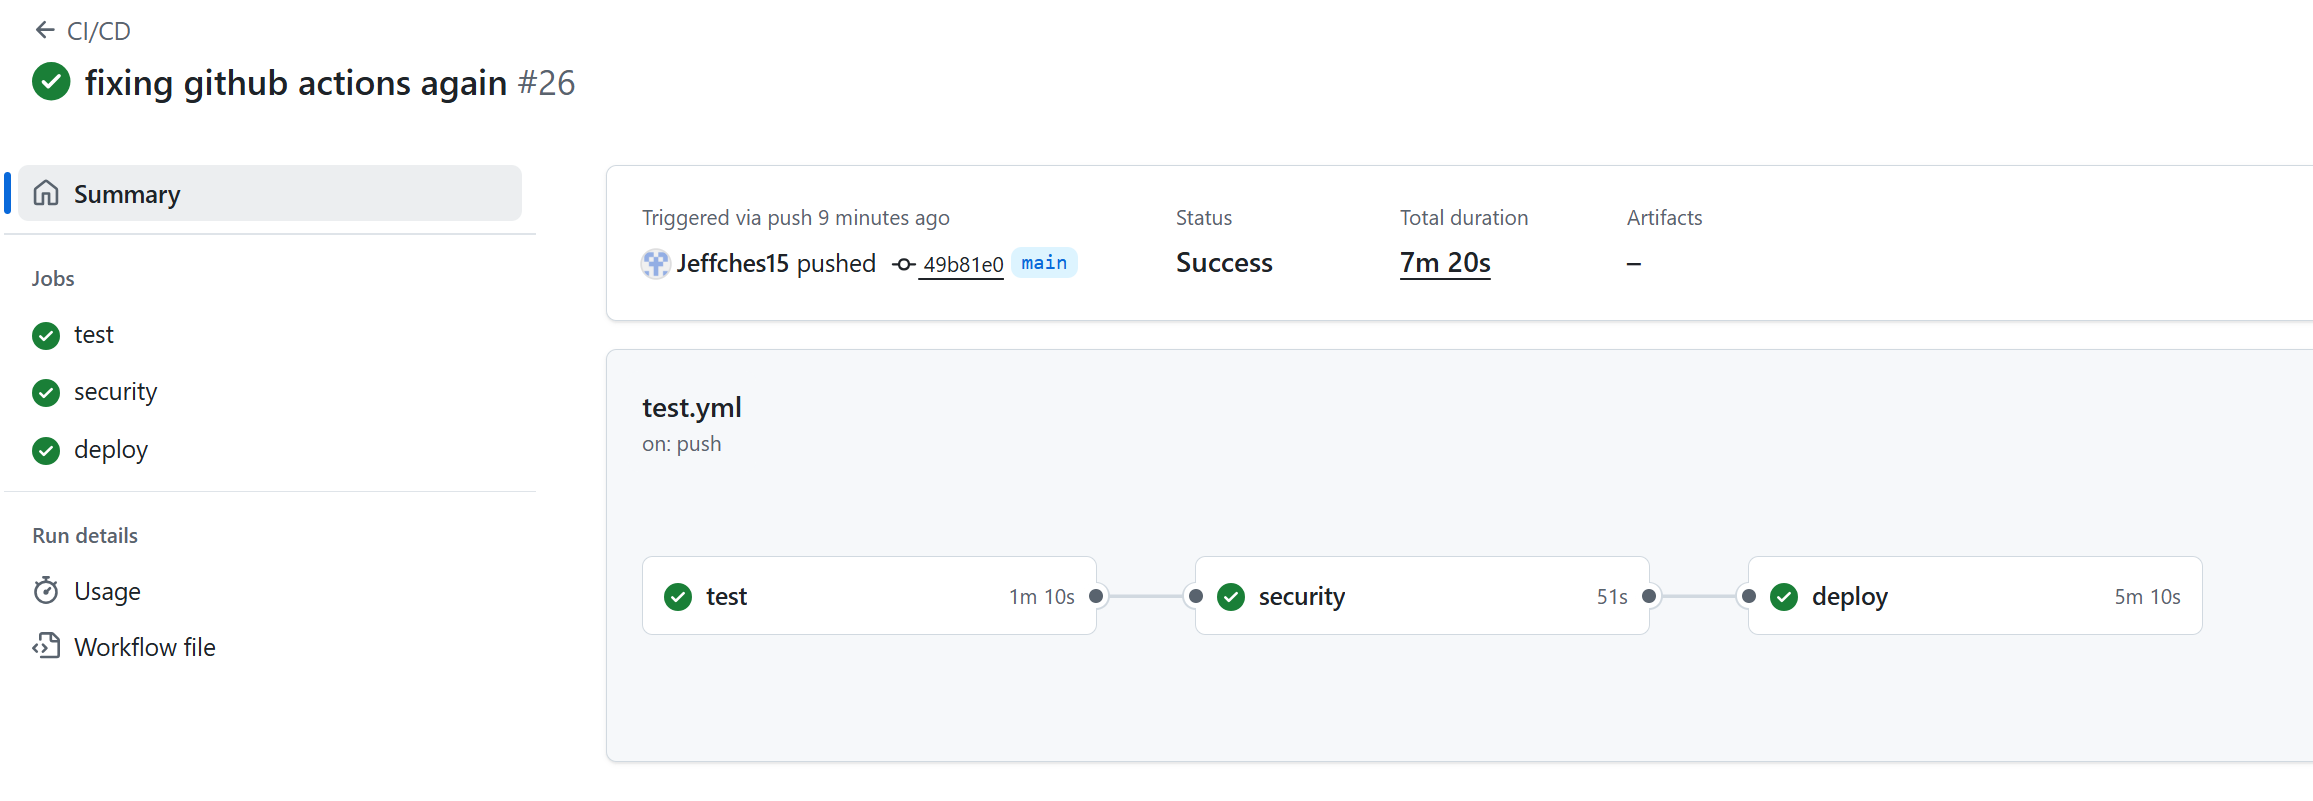 CI/CD
fixing github actions again #26
Summary
Jobs
test
security
deploy
Run details
Usage
Workflow file
Triggered via push 9 minutes ago
Jeffches15 pushed 49b81e0 main
Status
Success
Total duration
7m 20s
Artifacts
–
test.yml
on: push
test 1m 10s
security 51s
deploy 5m 10s